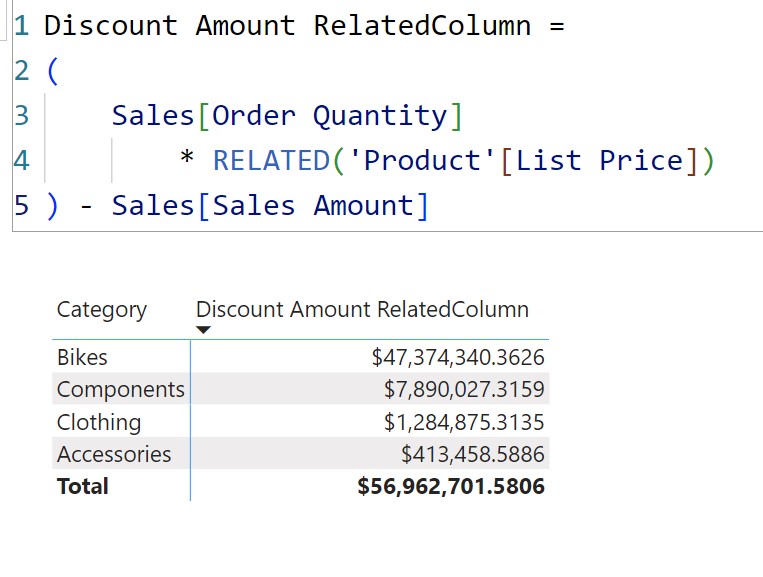 1 Discount Amount RelatedColumn =
2 (
3 Sales[Order Quantity]
4 * RELATED('Product'[List Price])
5 ) - Sales[Sales Amount]
Category Discount Amount RelatedColumn
Bikes $47,374,340.3626
Components $7,890,027.3159
Clothing $1,284,875.3135
Accessories $413,458.5886
Total $56,962,701.5806